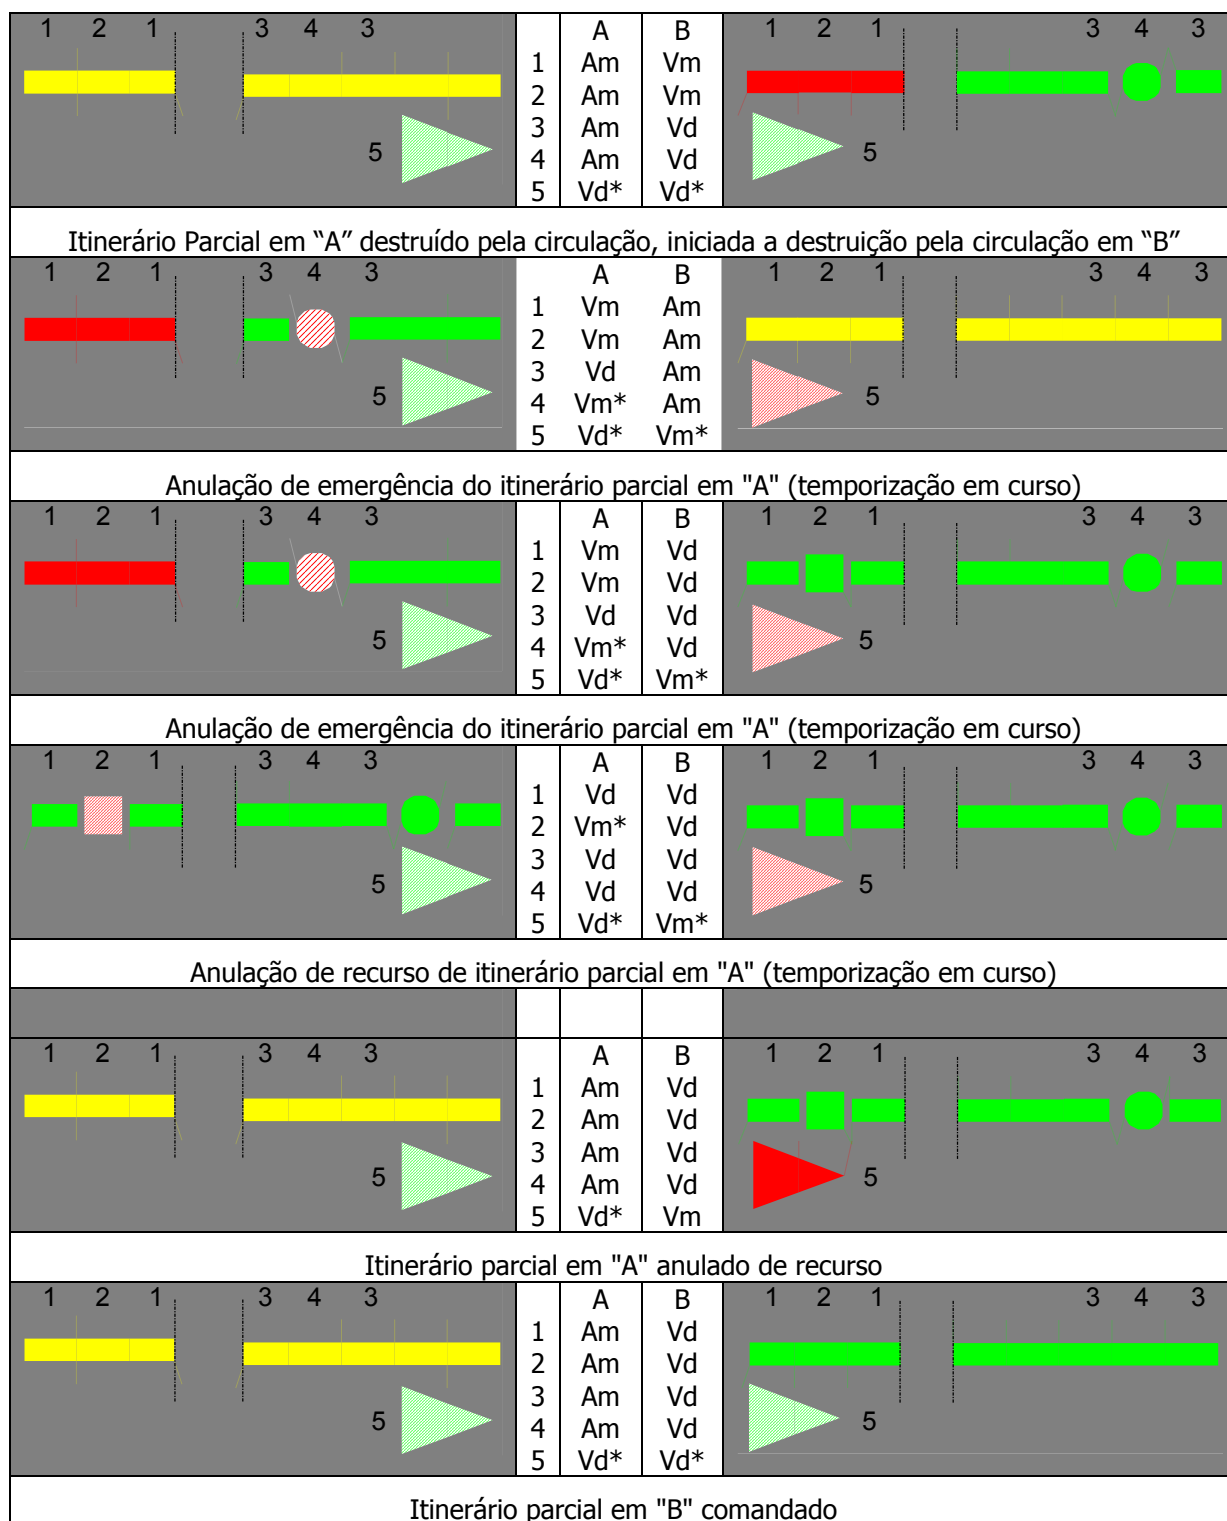 1 2 1 3 4 3 A B 1 2 1 3 4 3
1 Am Vm
2 Am Vm
3 Am Vd
5 4 Am Vd 5
5 Vd* Vd*
Itinerário Parcial em “A” destruído pela circulação, iniciada a destruição pela circulação em “B”
1 2 1 3 4 3 A B 1 2 1 3 4 3
1 Vm Am
2 Vm Am
3 Vd Am
5 4 Vm* Am 5
5 Vd* Vm*
Anulação de emergência do itinerário parcial em "A" (temporização em curso)
1 2 1 3 4 3 A B 1 2 1 3 4 3
1 Vm Vd
2 Vm Vd
3 Vd Vd
5 4 Vm* Vd 5
5 Vd* Vm*
Anulação de emergência do itinerário parcial em "A" (temporização em curso)
1 2 1 3 4 3 A B 1 2 1 3 4 3
1 Vd Vd
2 Vm* Vd
3 Vd Vd
5 4 Vd Vd 5
5 Vd* Vm*
Anulação de recurso de itinerário parcial em "A" (temporização em curso)
1 2 1 3 4 3 A B 1 2 1 3 4 3
1 Am Vd
2 Am Vd
3 Am Vd
5 4 Am Vd 5
5 Vd* Vm
Itinerário parcial em "A" anulado de recurso
1 2 1 3 4 3 A B 1 2 1 3 4 3
1 Am Vd
2 Am Vd
3 Am Vd
5 4 Am Vd 5
5 Vd* Vd*
Itinerário parcial em "B" comandado